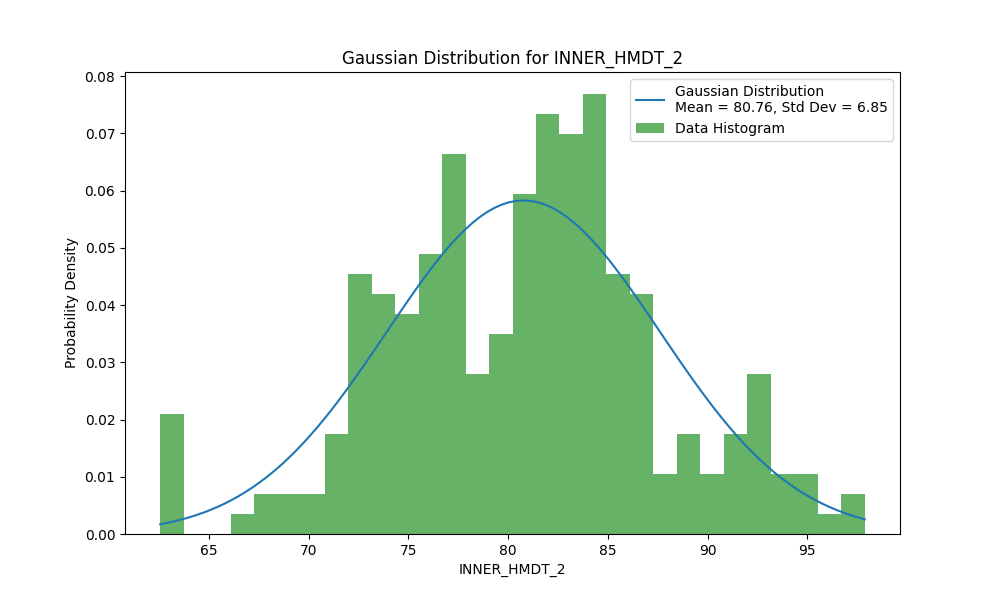 Gaussian Distribution for INNER_HMDT_2
Gaussian Distribution
Mean = 80.76, Std Dev = 6.85
Data Histogram
Probability Density
0.08
0.07
0.06
0.05
0.04
0.03
0.02
0.01
0.00
65 70 75 80 85 90 95
INNER_HMDT_2